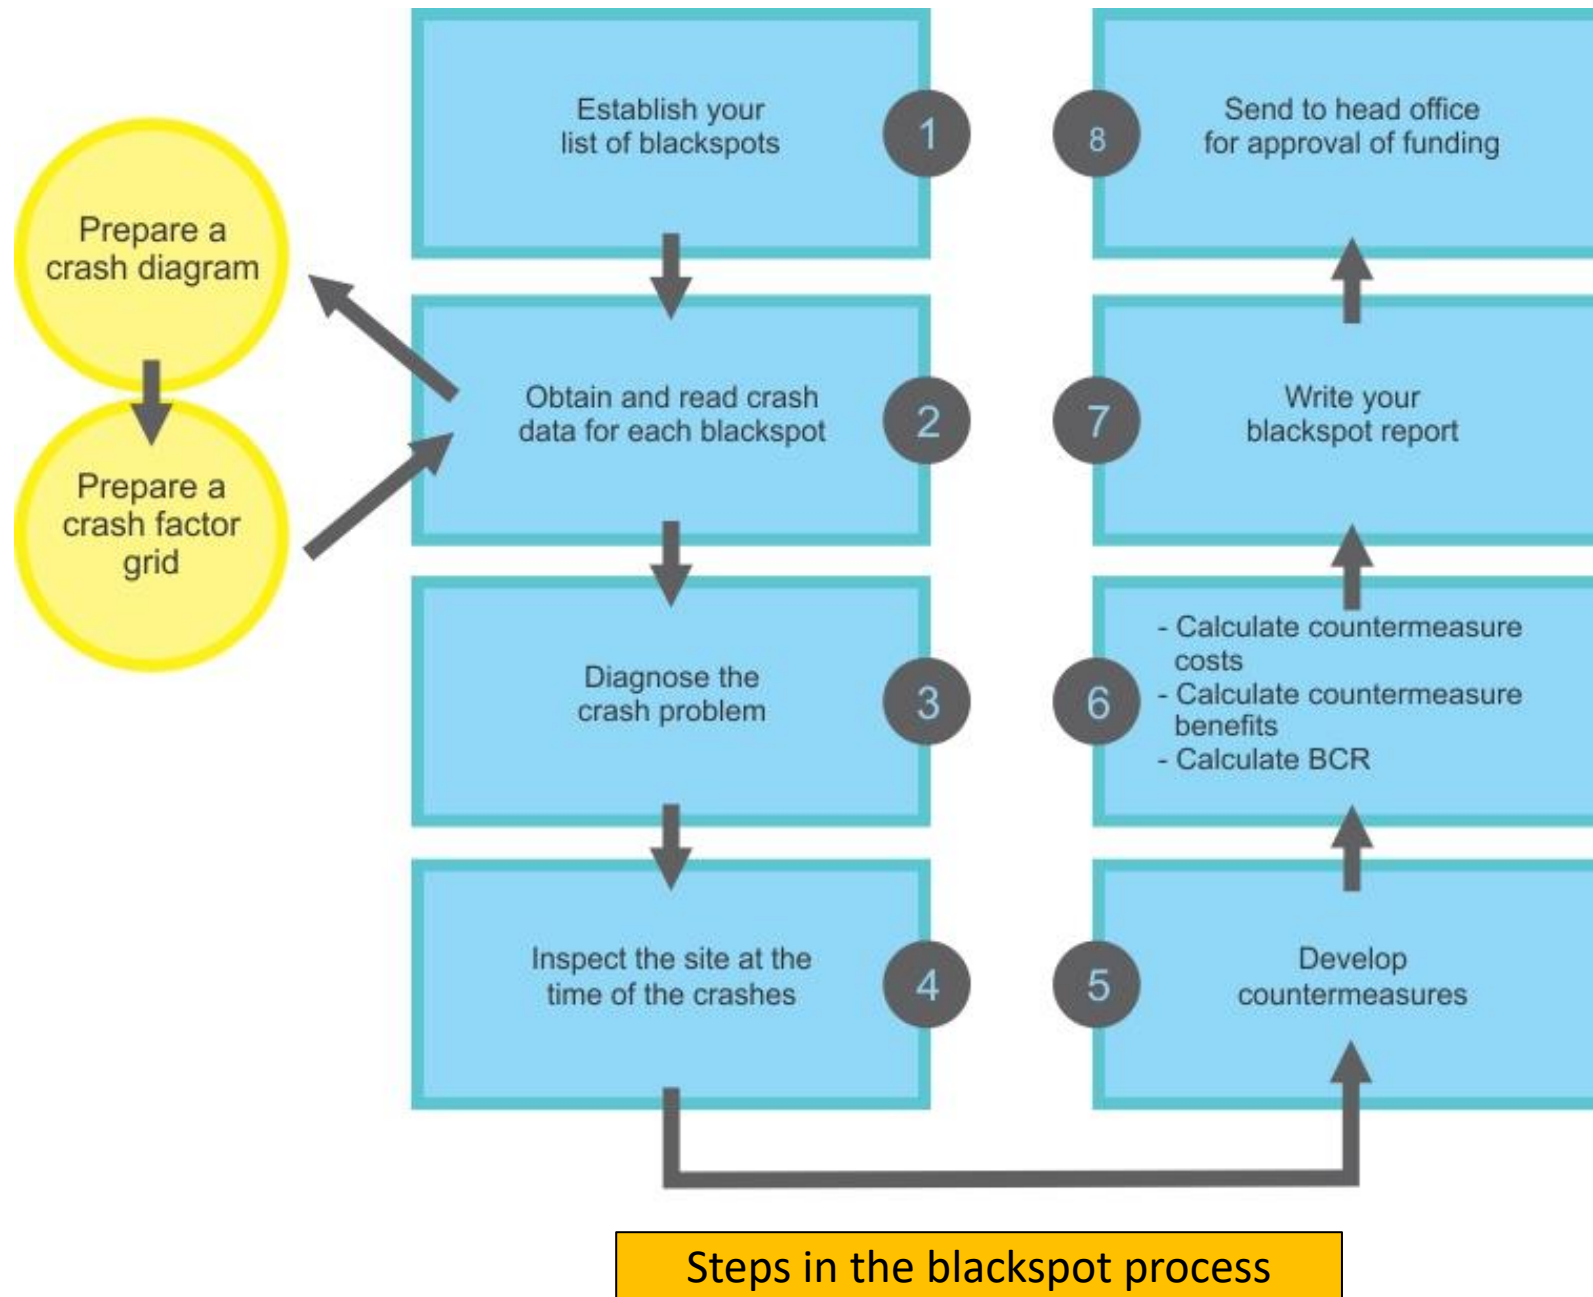 Establish your
list of blackspots
1
Prepare a
crash diagram
Prepare a
crash factor
grid
Obtain and read crash
data for each blackspot
2
Diagnose the
crash problem
3
Inspect the site at the
time of the crashes
4
Develop
countermeasures
5
- Calculate countermeasure
costs
- Calculate countermeasure
benefits
- Calculate BCR
6
Write your
blackspot report
7
Send to head office
for approval of funding
8
Steps in the blackspot process